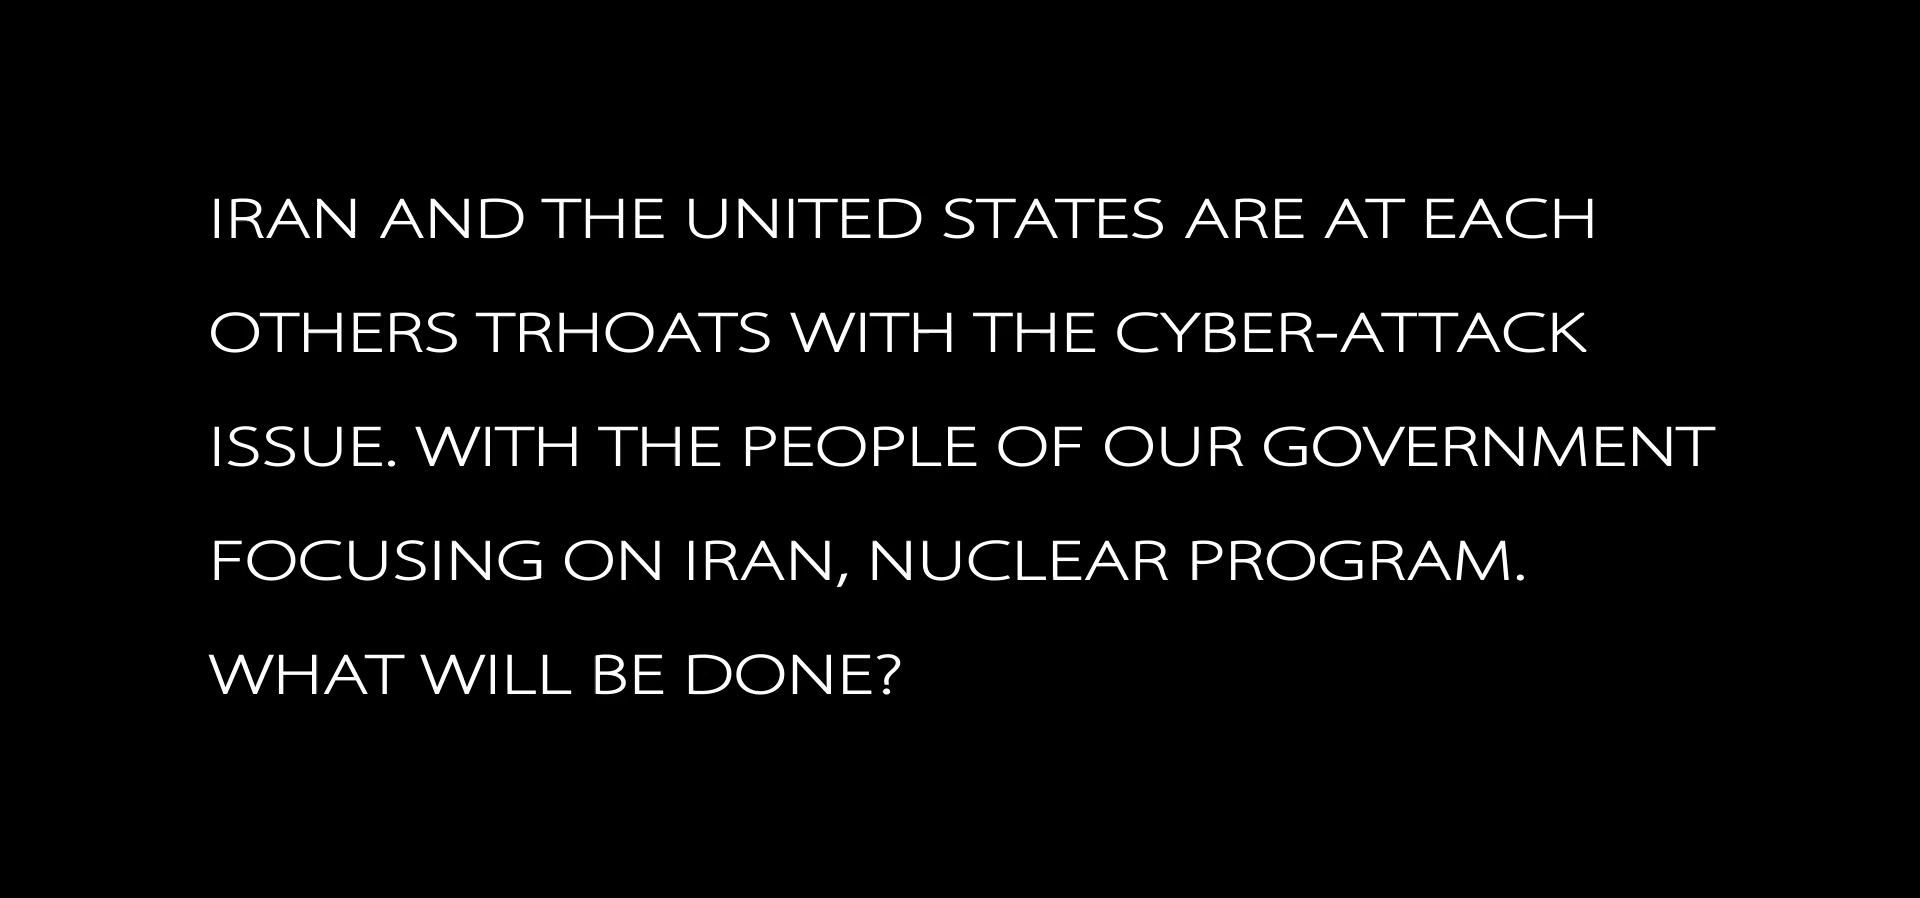 IRAN AND THE UNITED STATES ARE AT EACH
OTHERS TRHOATS WITH THE CYBER-ATTACK
ISSUE. WITH THE PEOPLE OF OUR GOVERNMENT
FOCUSING ON IRAN, NUCLEAR PROGRAM.
WHAT WILL BE DONE?